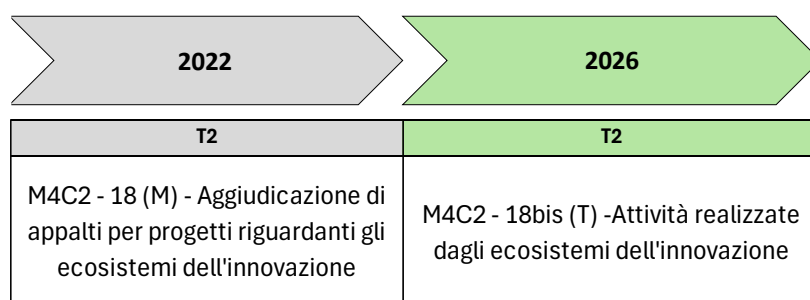 2022
2026
T2
T2
M4C2 - 18 (M) - Aggiudicazione di
appalti per progetti riguardanti gli
ecosistemi dell'innovazione
M4C2 - 18bis (T) -Attività realizzate
dagli ecosistemi dell'innovazione